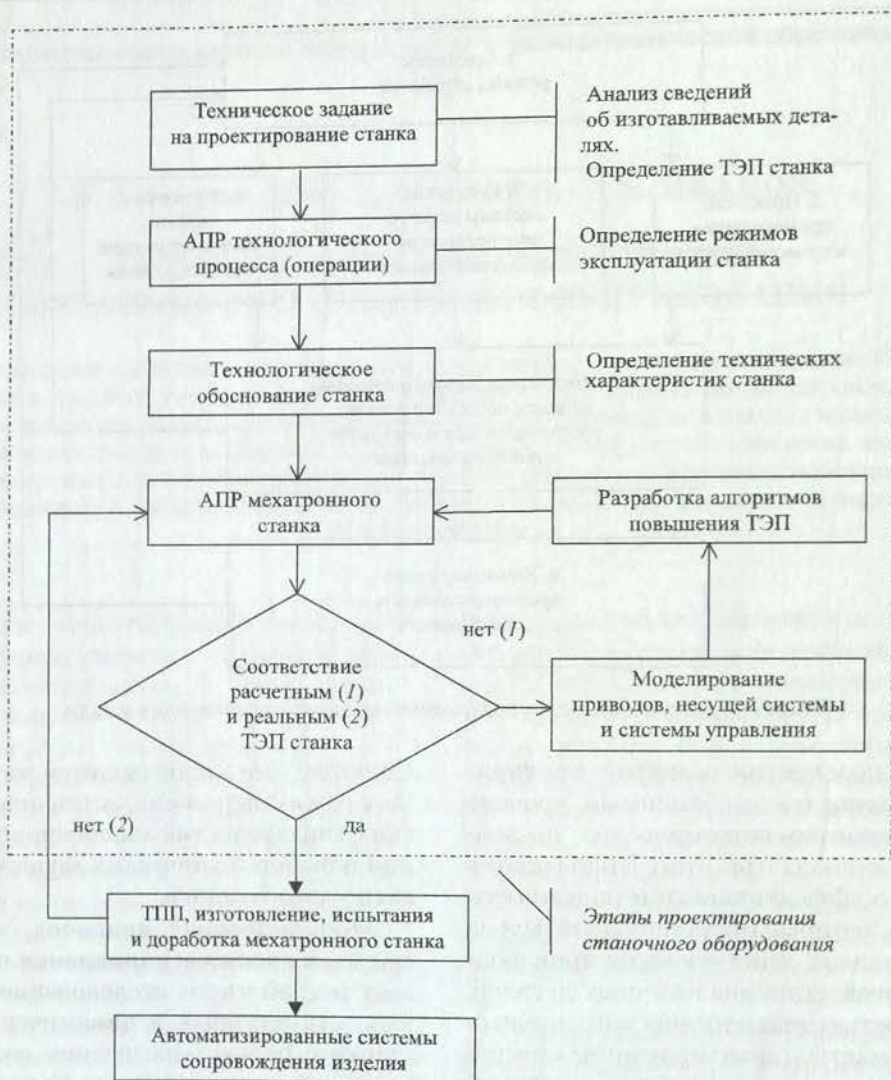 Техническое задание
на проектирование станка
Анализ сведений
об изготавливаемых дета-
лях.
Определение ТЭП станка
АПР технологического
процесса (операции)
Определение режимов
эксплуатации станка
Технологическое
обоснование станка
Определение технических
характеристик станка
АПР мехатронного
станка
Разработка алгоритмов
повышения ТЭП
нет (1)
Соответствие
расчетным (1)
и реальным (2)
ТЭП станка
Моделирование
приводов, несущей системы
и системы управления
нет (2)
да
ТПП, изготовление, испытания
и доработка мехатронного станка
Этапы проектирования
станочного оборудования
Автоматизированные системы
сопровождения изделия